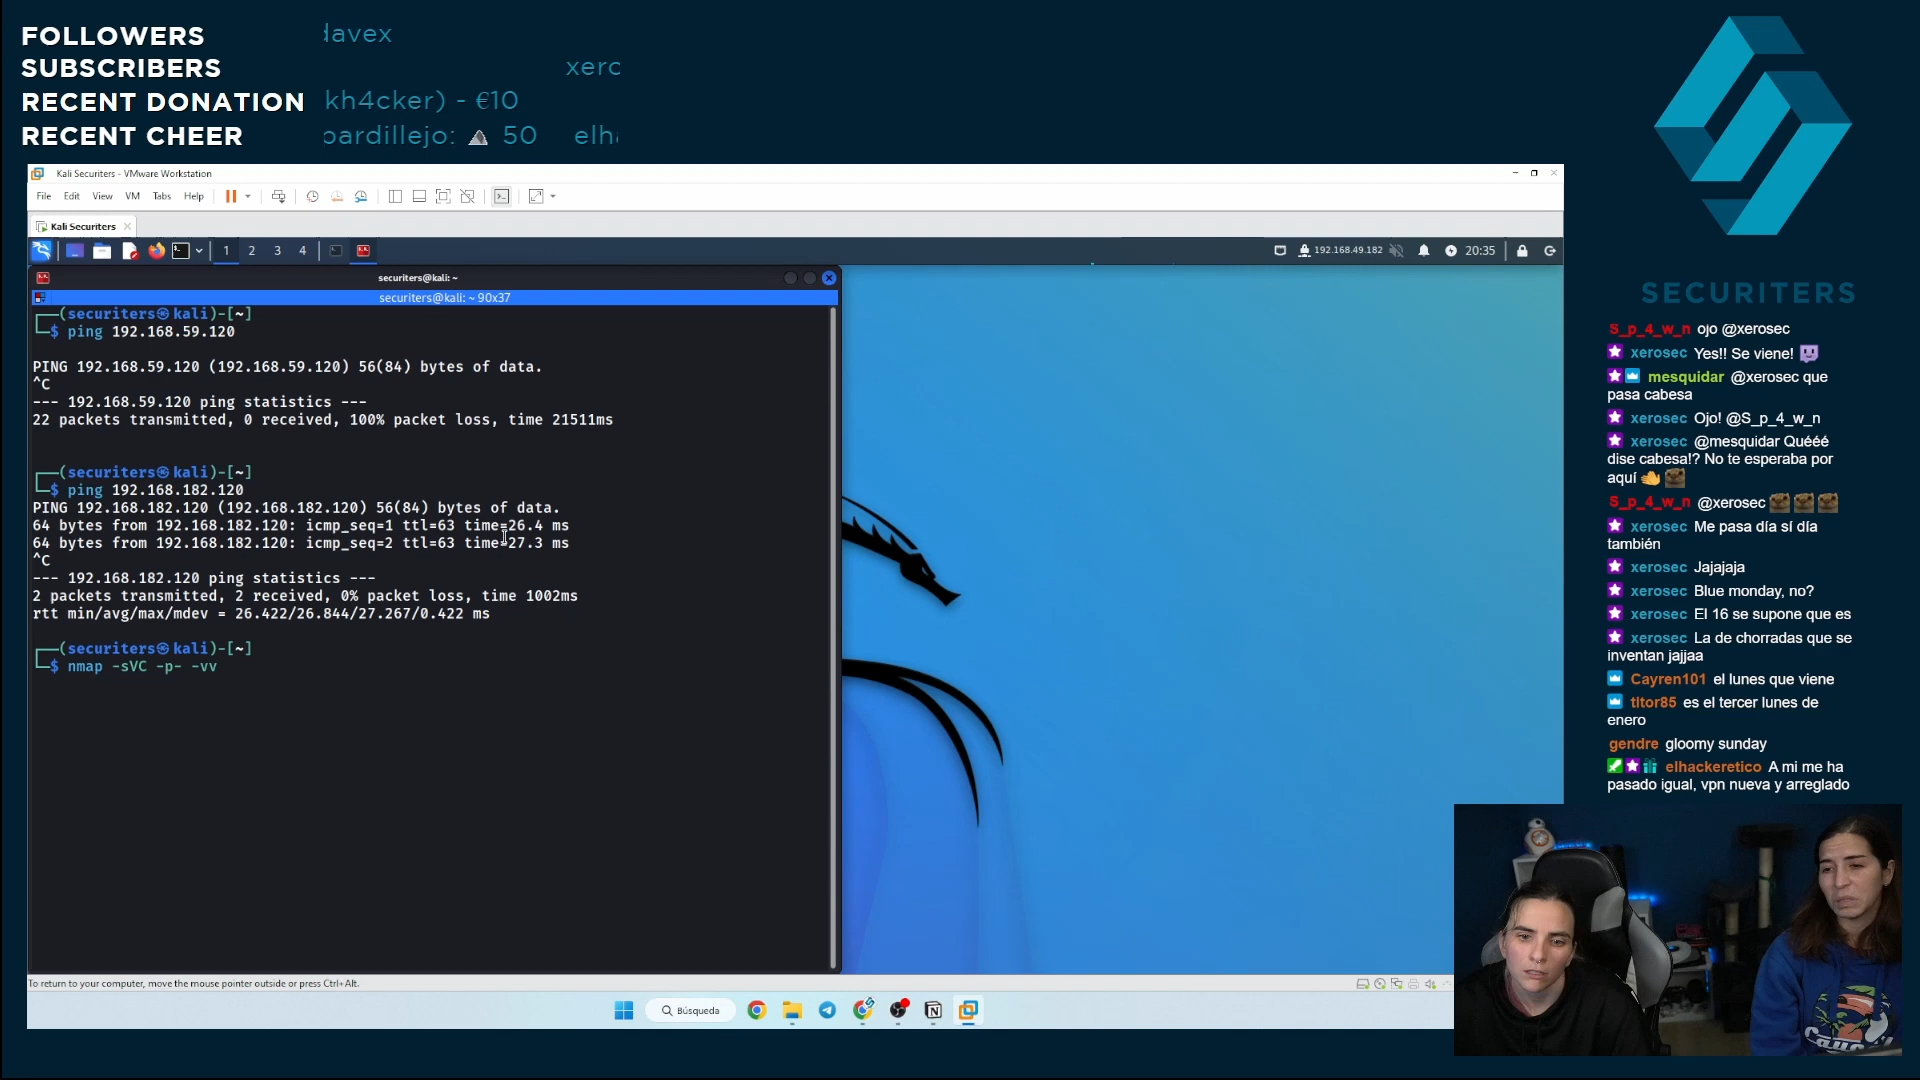 FOLLOWERS
SUBSCRIBERS
RECENT DONATION
RECENT CHEER
davex
xerc
kh4cker) - €10
pardillejo: 50 elh
Kali Securiters - VMware Workstation
File Edit View VM Tabs Help
Kali Securiters
1 2 3 4
192.168.49.182
20:35
securiters@kali: ~
securiters@kali: ~ 90x37
(securiters㉿kali)-[~]
$ ping 192.168.59.120
PING 192.168.59.120 (192.168.59.120) 56(84) bytes of data.
^C
--- 192.168.59.120 ping statistics ---
22 packets transmitted, 0 received, 100% packet loss, time 21511ms
(securiters㉿kali)-[~]
$ ping 192.168.182.120
PING 192.168.182.120 (192.168.182.120) 56(84) bytes of data.
64 bytes from 192.168.182.120: icmp_seq=1 ttl=63 time=26.4 ms
64 bytes from 192.168.182.120: icmp_seq=2 ttl=63 time=27.3 ms
^C
--- 192.168.182.120 ping statistics ---
2 packets transmitted, 2 received, 0% packet loss, time 1002ms
rtt min/avg/max/mdev = 26.422/26.844/27.267/0.422 ms
(securiters㉿kali)-[~]
$ nmap -sVC -p- -vv
To return to your computer, move the mouse pointer outside or press Ctrl+Alt.
Búsqueda
SECURITERS
S_p_4_w_n ojo @xerosec
xerosec Yes!! Se viene!
mesquidar @xerosec que
pasa cabesa
xerosec Ojo! @S_p_4_w_n
xerosec @mesquidar Quééé
dise cabesa!? No te esperaba por
aquí
S_p_4_w_n @xerosec
xerosec Me pasa día sí día
también
xerosec Jajajaja
xerosec Blue monday, no?
xerosec El 16 se supone que es
xerosec La de chorradas que se
inventan jajjaa
Cayren101 el lunes que viene
titor85 es el tercer lunes de
enero
gendre gloomy sunday
elhackeretico A mi me ha
pasado igual, vpn nueva y arreglado